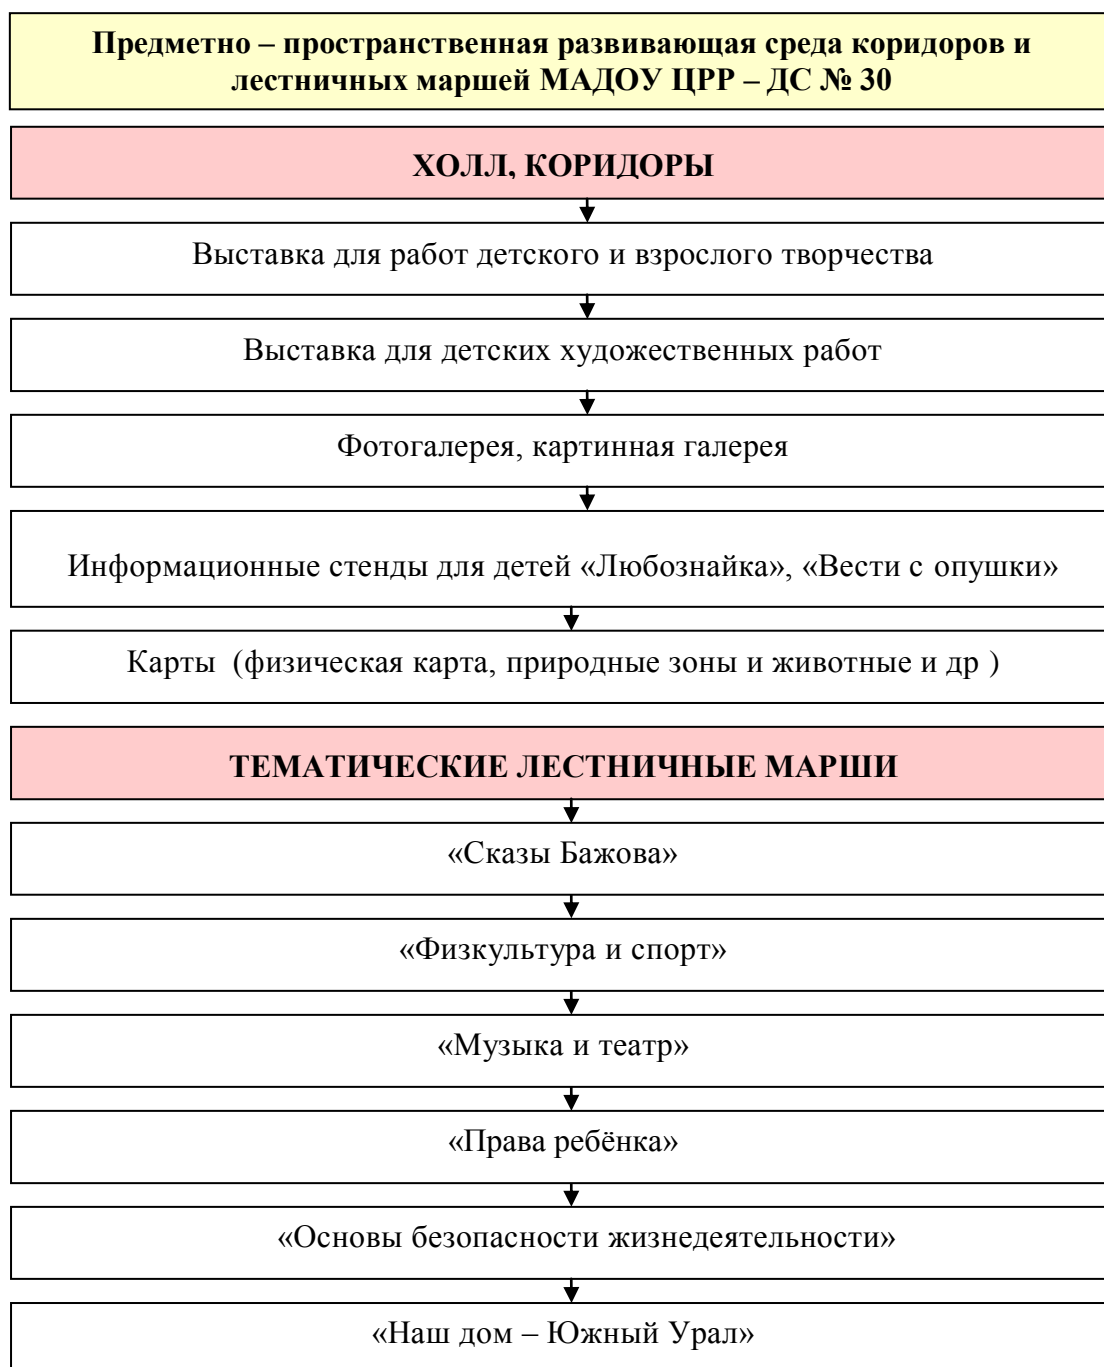 Предметно – пространственная развивающая среда коридоров и
лестничных маршей МАДОУ ЦРР – ДС № 30
ХОЛЛ, КОРИДОРЫ
Выставка для работ детского и взрослого творчества
Выставка для детских художественных работ
Фотогалерея, картинная галерея
Информационные стенды для детей «Любознайка», «Вести с опушки»
Карты (физическая карта, природные зоны и животные и др )
ТЕМАТИЧЕСКИЕ ЛЕСТНИЧНЫЕ МАРШИ
«Сказы Бажова»
«Физкультура и спорт»
«Музыка и театр»
«Права ребёнка»
«Основы безопасности жизнедеятельности»
«Наш дом – Южный Урал»